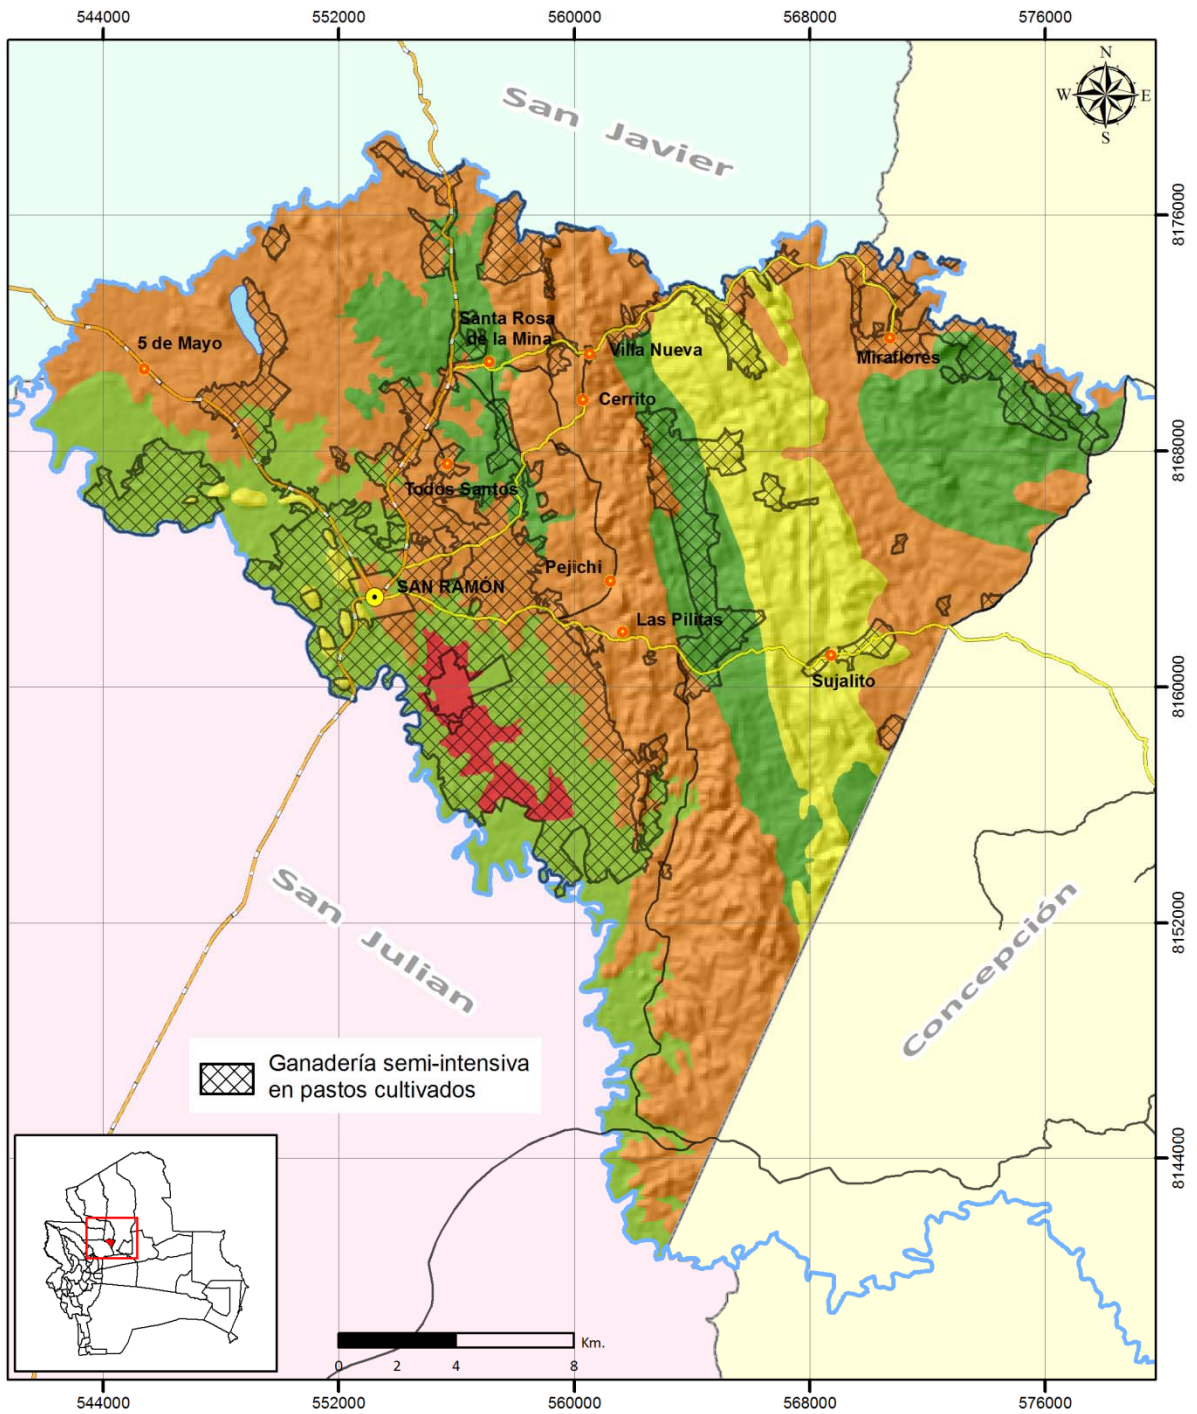 544000
552000
560000
568000
576000
N
W
E
S
San Javier
8176000
Santa Rosa
de la Mina
5 de Mayo
Villa Nueva
Miraflores
Cerrito
8168000
Todos Santos
Pejichi
SAN RAMÓN
Las Pilitas
Sujalito
8160000
San Julian
Concepción
8152000
Ganadería semi-intensiva
en pastos cultivados
8144000
Km.
0
2
4
8
544000
552000
560000
568000
576000